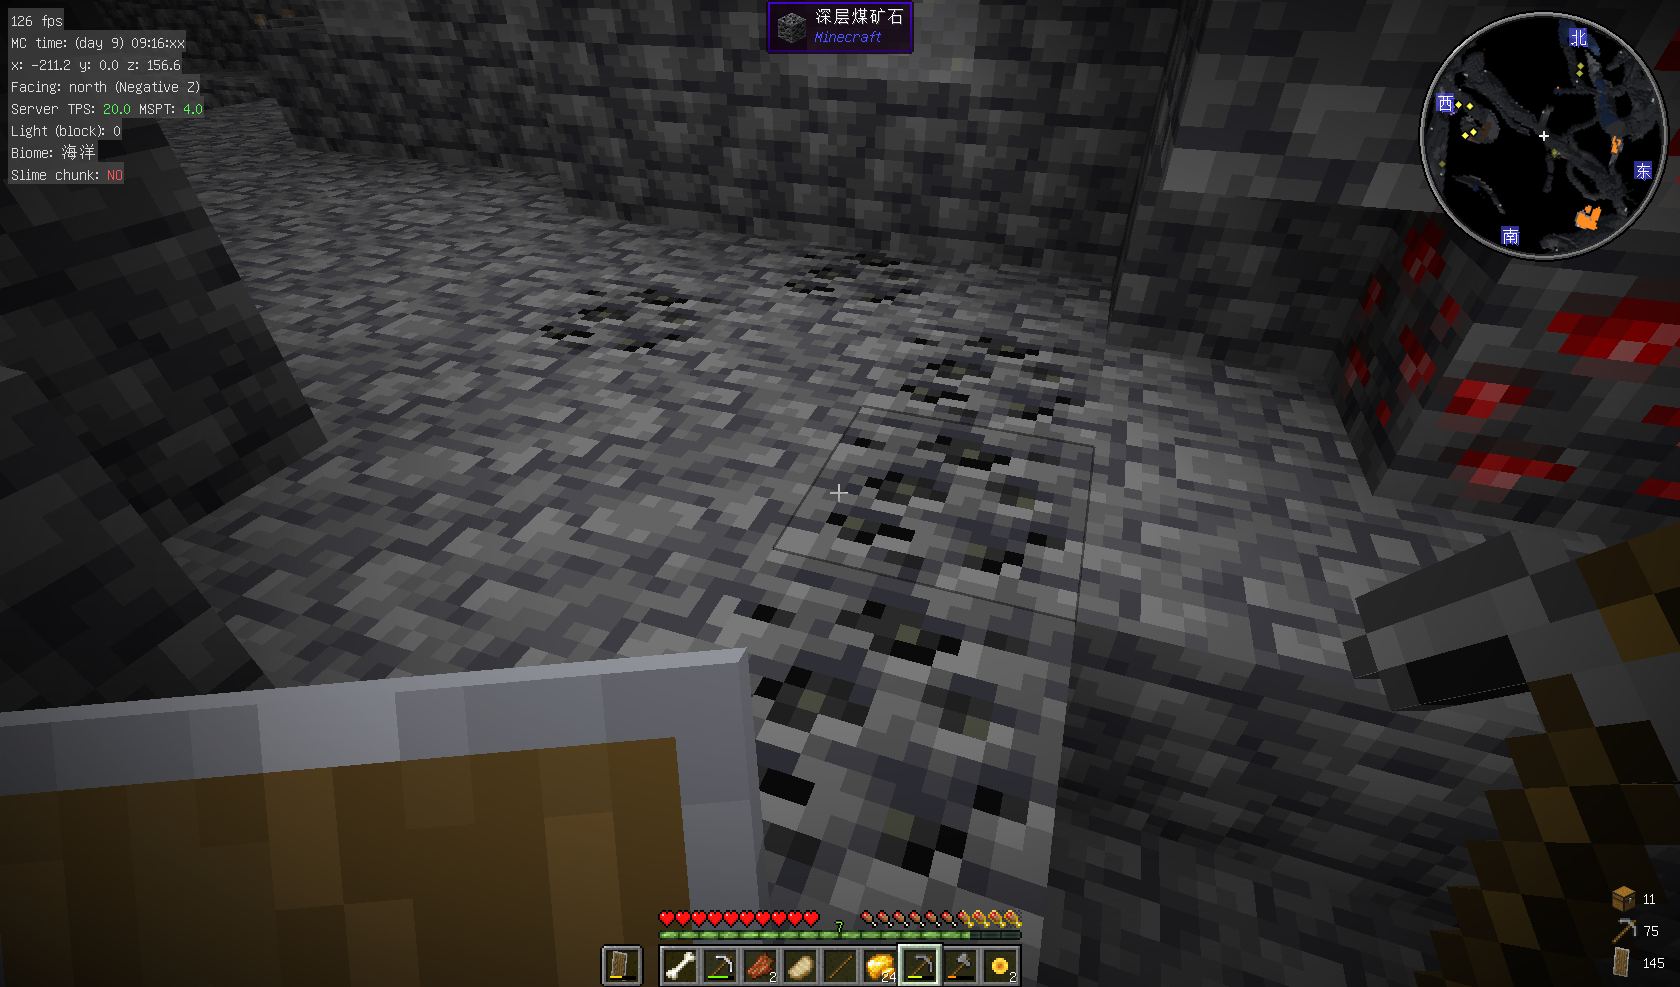 126 fps
MC time: (day 9) 09:16:xx
x: -211.2 y: 0.0 z: 156.6
Facing: north (Negative Z)
Server TPS: 20.0 MSPT: 4.0
Light (block): 0
Biome: 海洋
Slime chunk: NO
深层煤矿石
Minecraft
北
西
东
南
11
75
145
7
2
24
2